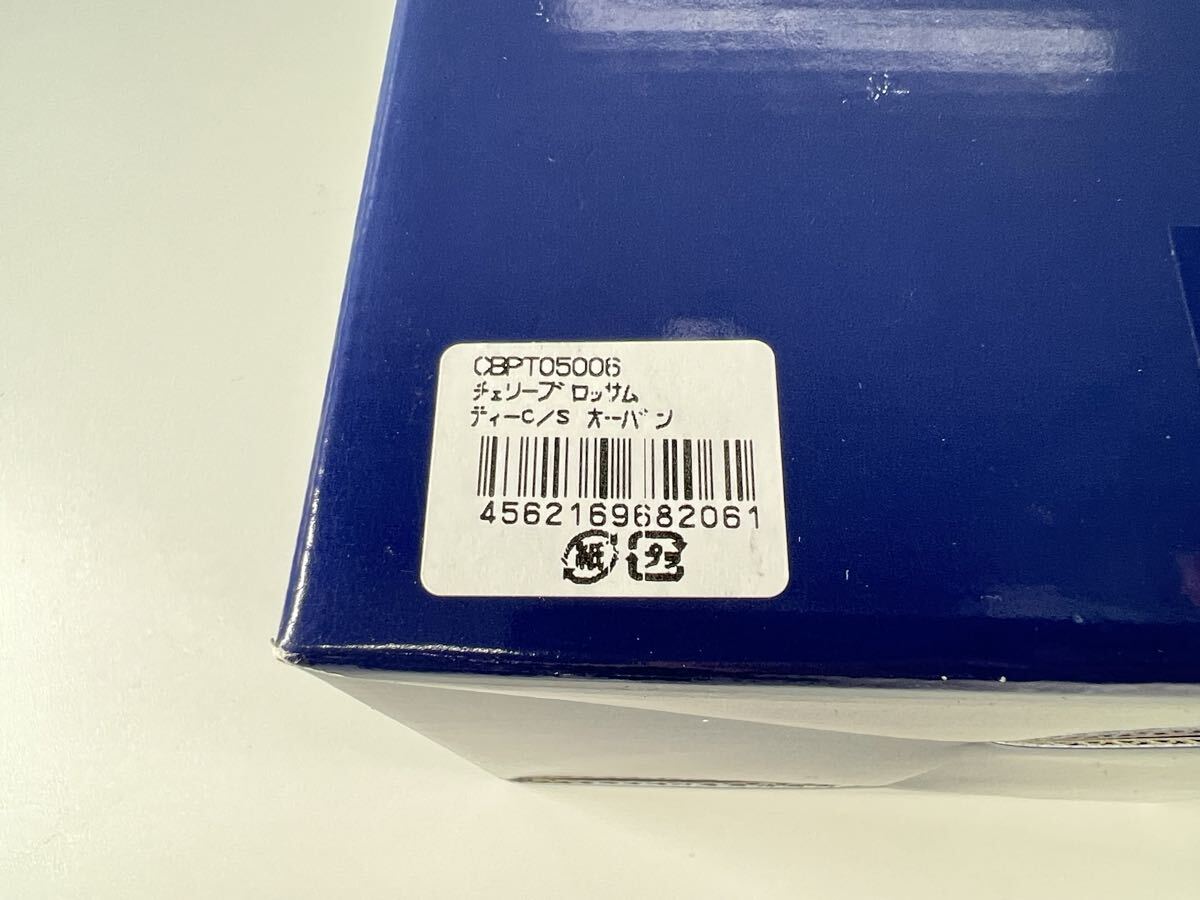 CBPT05006
チェリーブロッサム
ティーC/S オーバン
4562169682061
紙 プラ